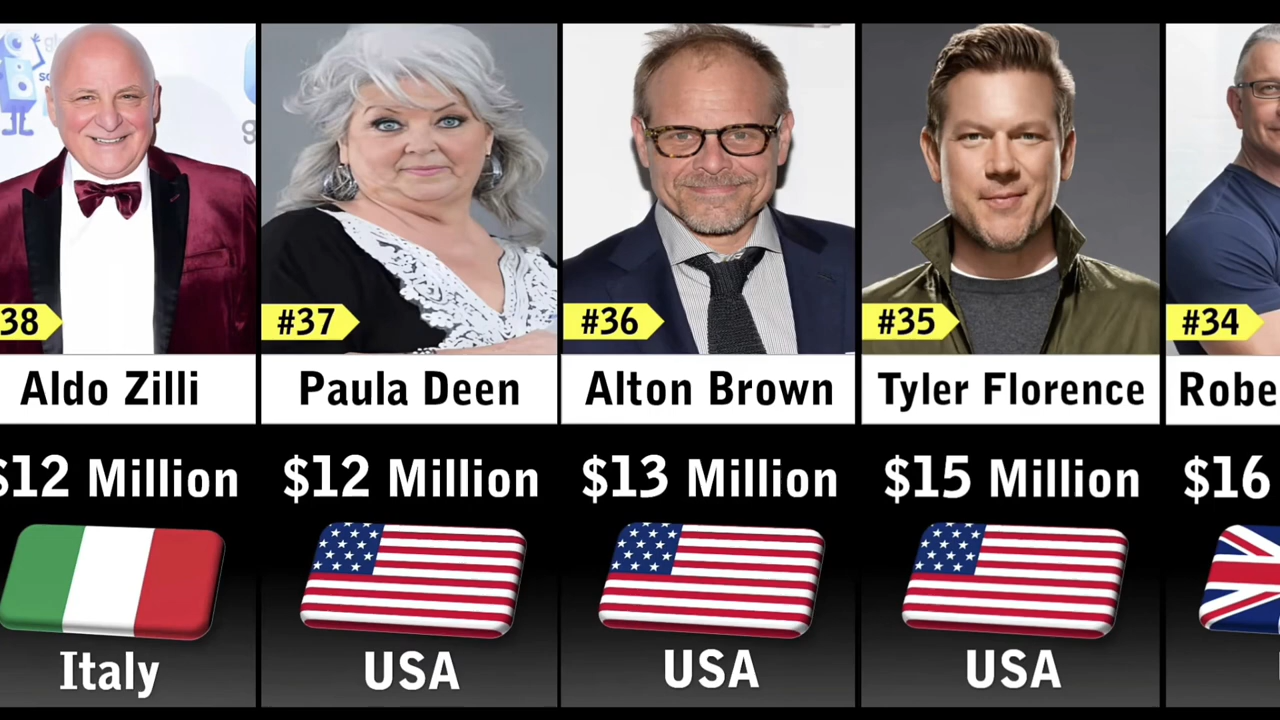 38
Aldo Zilli
$12 Million
Italy
#37
Paula Deen
$12 Million
USA
#36
Alton Brown
$13 Million
USA
#35
Tyler Florence
$15 Million
USA
#34
Robe
$16